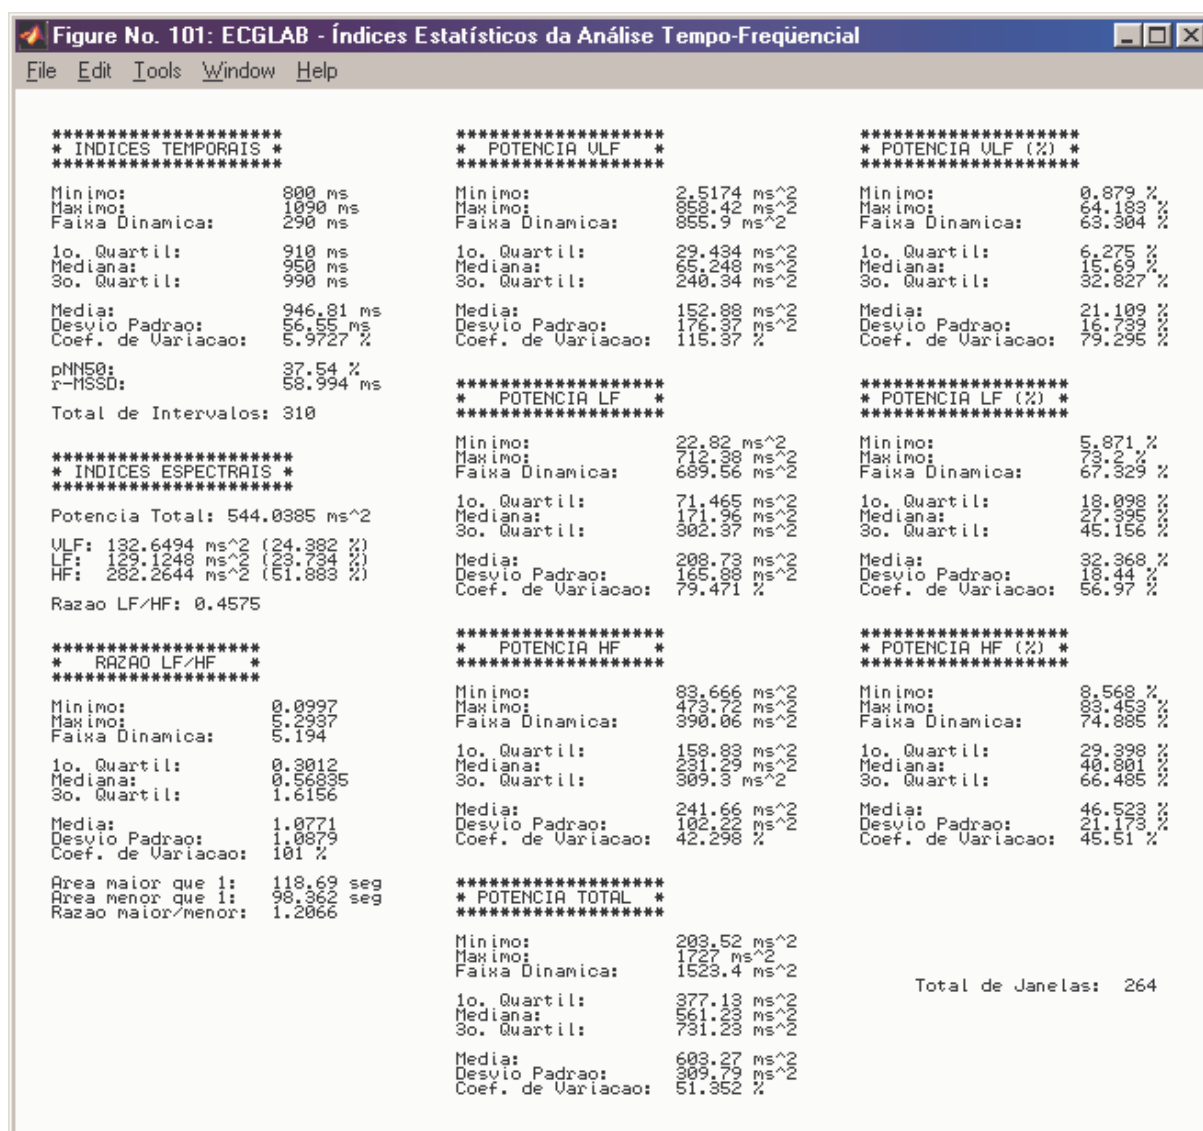 Figure No. 101: ECGLAB - Índices Estatísticos da Análise Tempo-Freqüencial
File Edit Tools Window Help
*********************
* INDICES TEMPORAIS *
*********************
Minimo: 800 ms
Maximo: 1090 ms
Faixa Dinamica: 290 ms
1o. Quartil: 910 ms
Mediana: 950 ms
3o. Quartil: 990 ms
Media: 946.81 ms
Desvio Padrao: 56.55 ms
Coef. de Variacao: 5.9727 %
pNN50: 37.54 %
r-MSSD: 58.994 ms
Total de Intervalos: 310
**********************
* INDICES ESPECTRAIS *
**********************
Potencia Total: 544.0385 ms^2
VLF: 132.6494 ms^2 (24.382 %)
LF: 129.1248 ms^2 (23.734 %)
HF: 282.2644 ms^2 (51.883 %)
Razao LF/HF: 0.4575
*******************
* RAZAO LF/HF *
*******************
Minimo: 0.0997
Maximo: 5.2937
Faixa Dinamica: 5.194
1o. Quartil: 0.3012
Mediana: 0.56835
3o. Quartil: 1.6156
Media: 1.0771
Desvio Padrao: 1.0879
Coef. de Variacao: 101 %
Area maior que 1: 118.69 seg
Area menor que 1: 98.362 seg
Razao maior/menor: 1.2066
*******************
* POTENCIA VLF *
*******************
Minimo: 2.5174 ms^2
Maximo: 858.42 ms^2
Faixa Dinamica: 855.9 ms^2
1o. Quartil: 29.434 ms^2
Mediana: 65.248 ms^2
3o. Quartil: 240.34 ms^2
Media: 152.88 ms^2
Desvio Padrao: 176.37 ms^2
Coef. de Variacao: 115.37 %
*******************
* POTENCIA LF *
*******************
Minimo: 22.82 ms^2
Maximo: 712.38 ms^2
Faixa Dinamica: 689.56 ms^2
1o. Quartil: 71.465 ms^2
Mediana: 171.96 ms^2
3o. Quartil: 302.37 ms^2
Media: 208.73 ms^2
Desvio Padrao: 165.88 ms^2
Coef. de Variacao: 79.471 %
*******************
* POTENCIA HF *
*******************
Minimo: 83.666 ms^2
Maximo: 473.72 ms^2
Faixa Dinamica: 390.06 ms^2
1o. Quartil: 158.83 ms^2
Mediana: 231.29 ms^2
3o. Quartil: 309.3 ms^2
Media: 241.66 ms^2
Desvio Padrao: 102.22 ms^2
Coef. de Variacao: 42.298 %
*******************
* POTENCIA TOTAL *
*******************
Minimo: 203.52 ms^2
Maximo: 1727 ms^2
Faixa Dinamica: 1523.4 ms^2
1o. Quartil: 377.13 ms^2
Mediana: 561.23 ms^2
3o. Quartil: 731.23 ms^2
Media: 603.27 ms^2
Desvio Padrao: 309.79 ms^2
Coef. de Variacao: 51.352 %
********************
* POTENCIA VLF (%) *
********************
Minimo: 0.879 %
Maximo: 64.183 %
Faixa Dinamica: 63.304 %
1o. Quartil: 6.275 %
Mediana: 15.69 %
3o. Quartil: 32.827 %
Media: 21.109 %
Desvio Padrao: 16.739 %
Coef. de Variacao: 79.295 %
*******************
* POTENCIA LF (%) *
*******************
Minimo: 5.871 %
Maximo: 73.2 %
Faixa Dinamica: 67.329 %
1o. Quartil: 18.098 %
Mediana: 27.395 %
3o. Quartil: 45.156 %
Media: 32.368 %
Desvio Padrao: 18.44 %
Coef. de Variacao: 56.97 %
*******************
* POTENCIA HF (%) *
*******************
Minimo: 8.568 %
Maximo: 83.453 %
Faixa Dinamica: 74.885 %
1o. Quartil: 29.398 %
Mediana: 40.801 %
3o. Quartil: 66.485 %
Media: 46.523 %
Desvio Padrao: 21.173 %
Coef. de Variacao: 45.51 %
Total de Janelas: 264